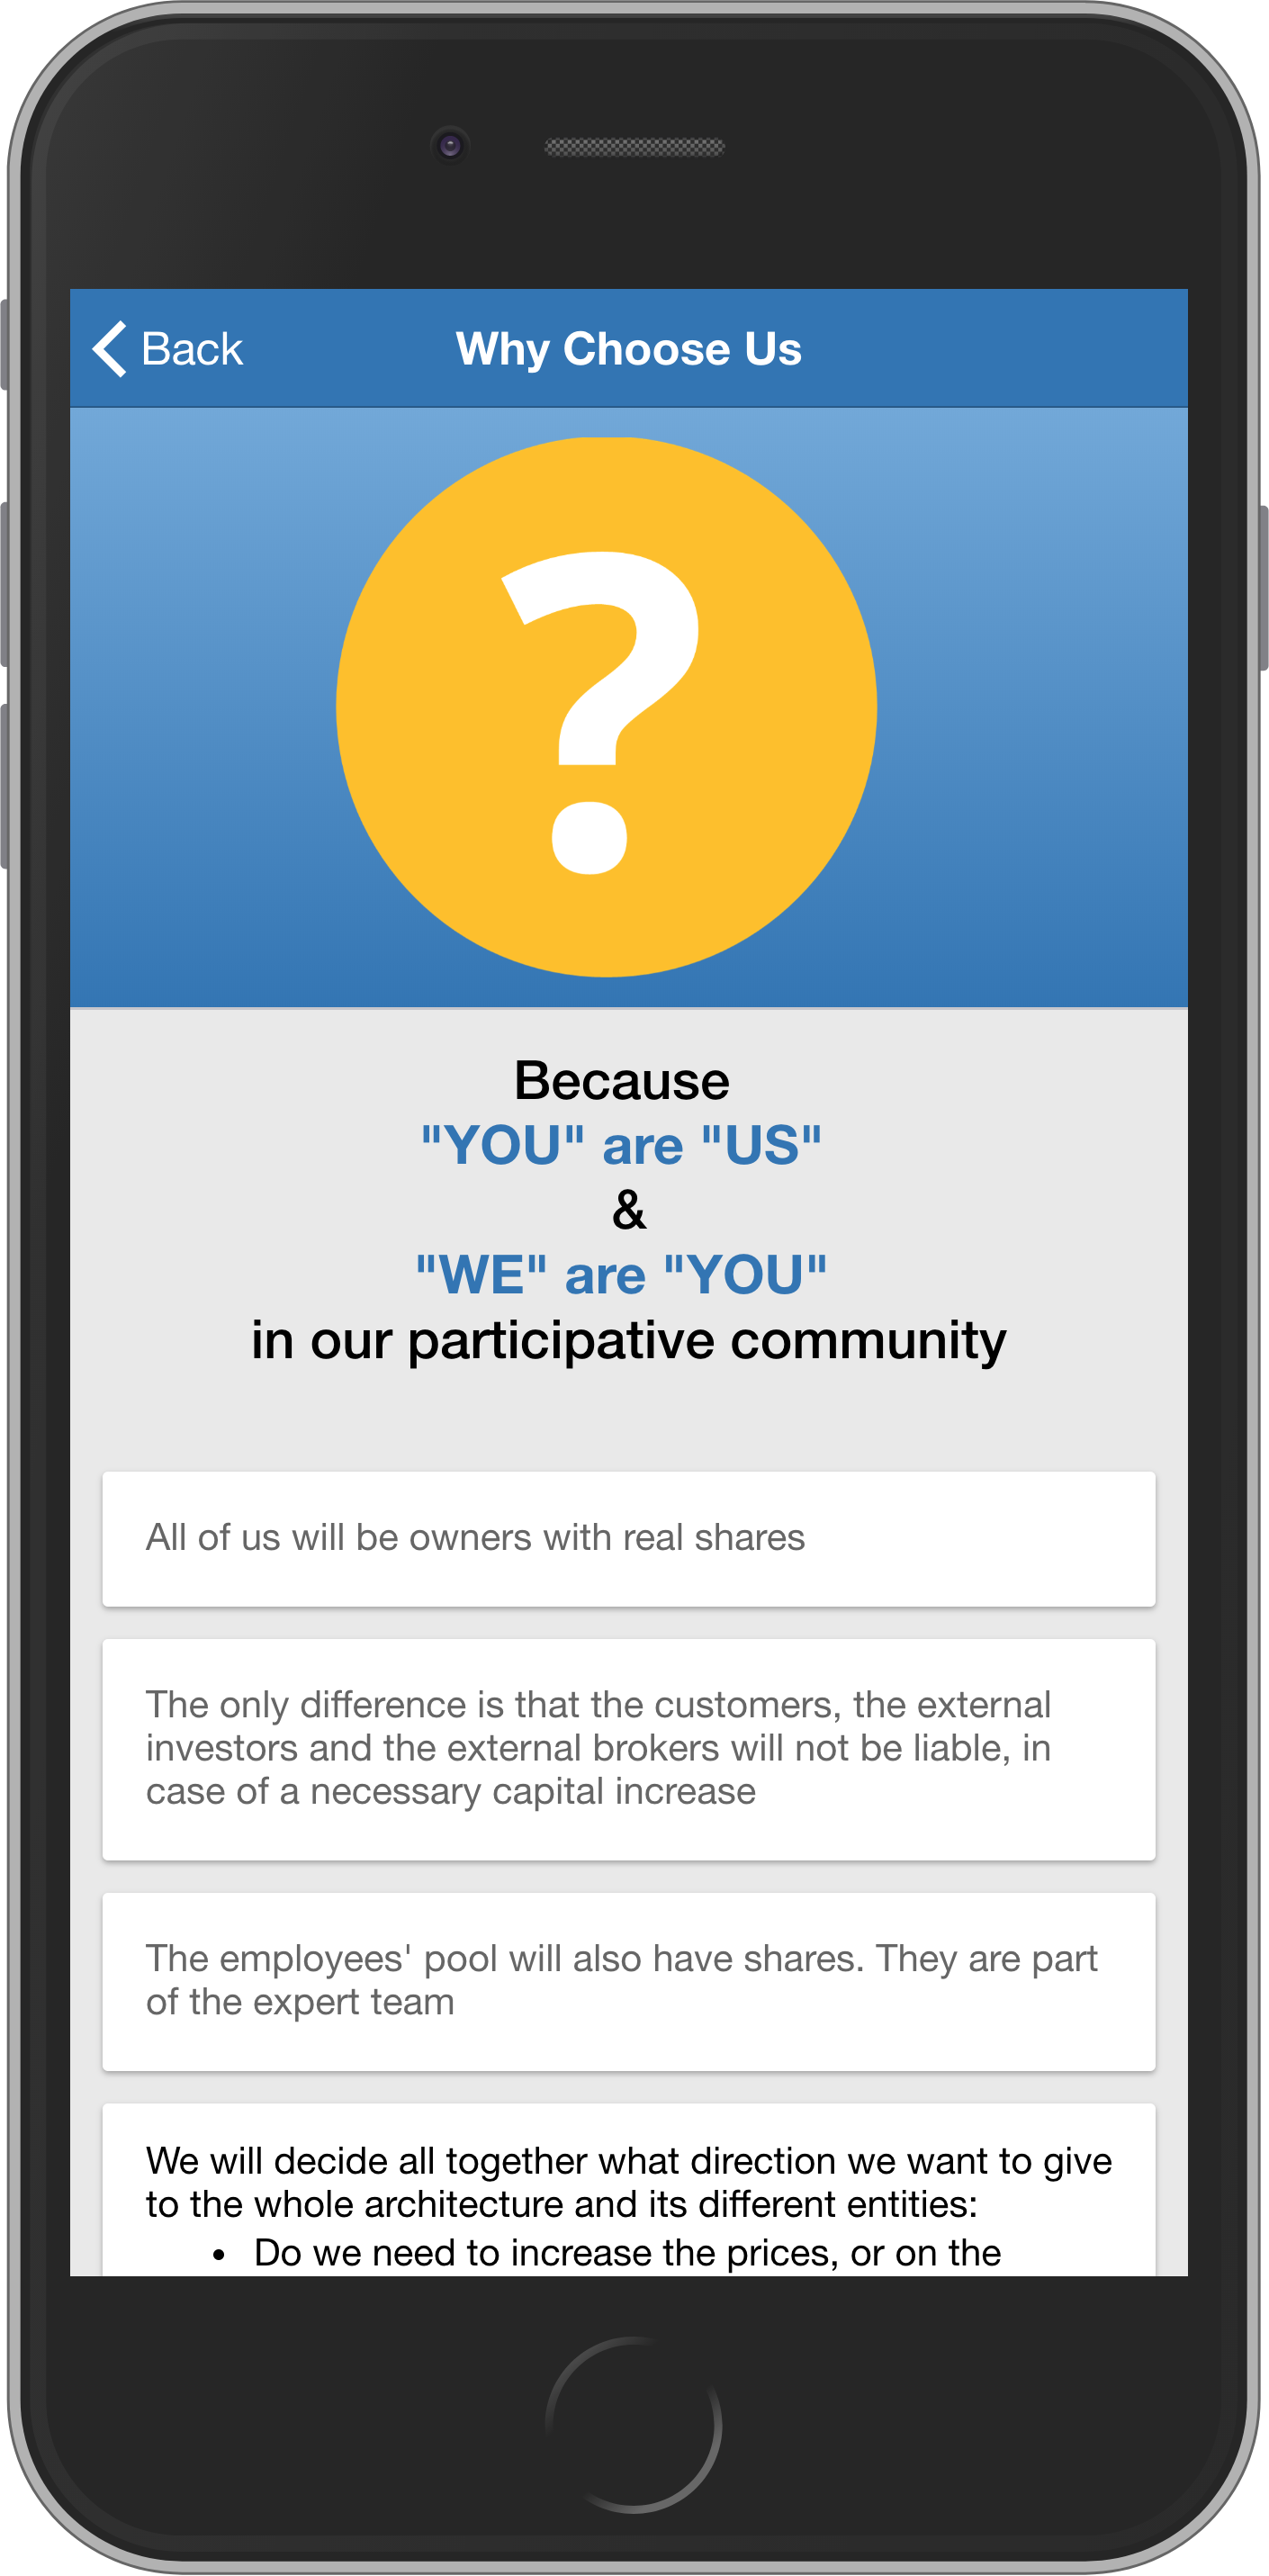 Back
Why Choose Us
?
Because
"YOU" are "US"
&
"WE" are "YOU"
in our participative community
All of us will be owners with real shares
The only difference is that the customers, the external
investors and the external brokers will not be liable, in
case of a necessary capital increase
The employees' pool will also have shares. They are part
of the expert team
We will decide all together what direction we want to give
to the whole architecture and its different entities:
• Do we need to increase the prices, or on the